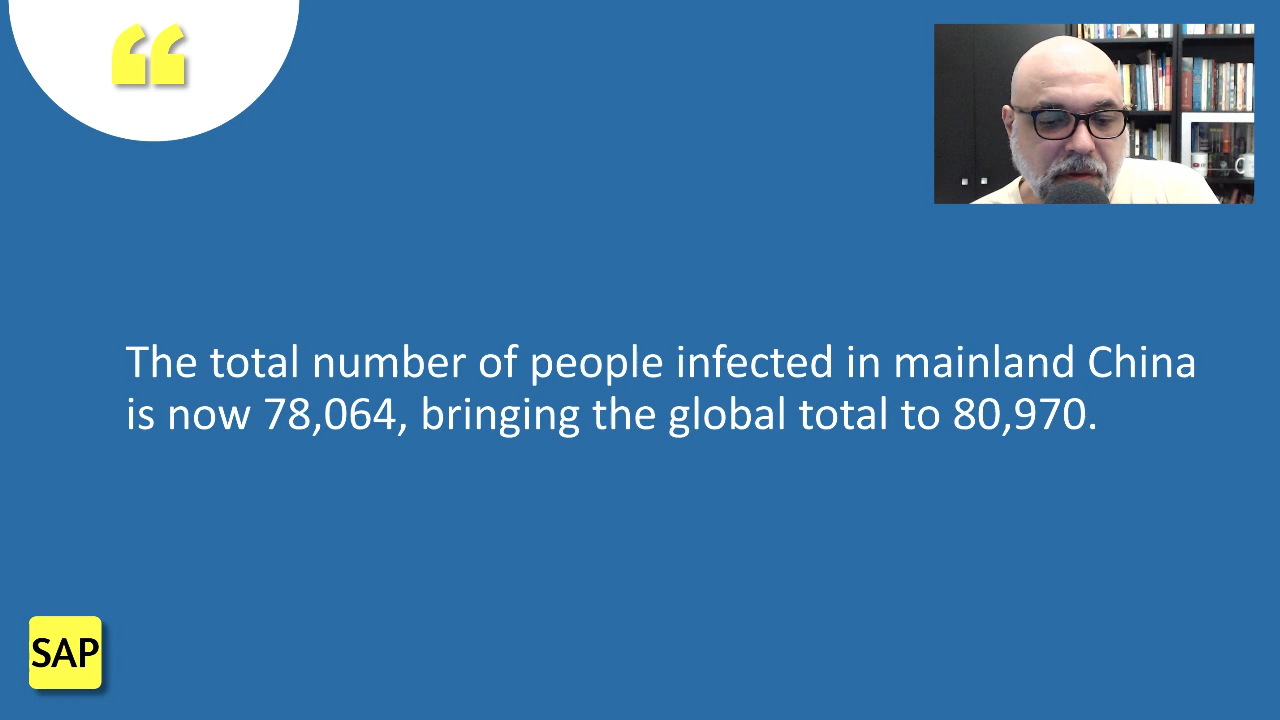 “
The total number of people infected in mainland China
is now 78,064, bringing the global total to 80,970.
SAP